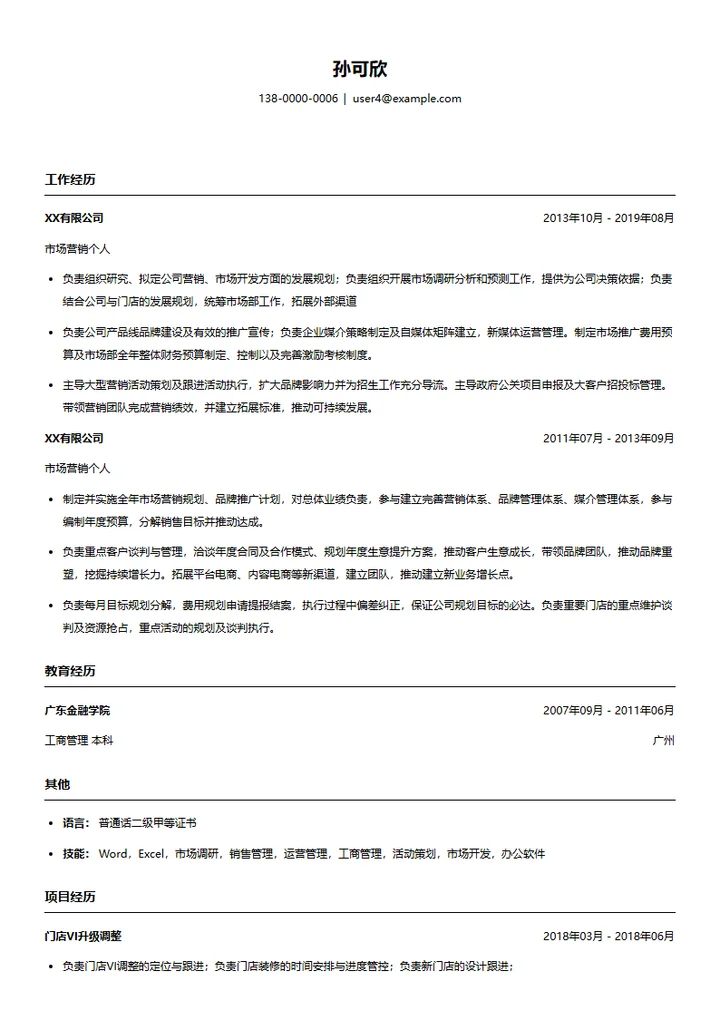 孙可欣
138-0000-0006 | user4@example.com
工作经历
XX有限公司 2013年10月 - 2019年08月
市场营销个人
• 负责组织研究、拟定公司营销、市场开发方面的发展规划；负责组织开展市场调研分析和预测工作，提供为公司决策依据；负责
结合公司与门店的发展规划，统筹市场部工作，拓展外部渠道
• 负责公司产品线品牌建设及有效的推广宣传；负责企业媒介策略制定及自媒体矩阵建立，新媒体运营管理。制定市场推广费用预
算及市场部全年整体财务预算制定、控制以及完善激励考核制度。
• 主导大型营销活动策划及跟进活动执行，扩大品牌影响力并为招生工作充分导流。主导政府公关项目申报及大客户招投标管理。
带领营销团队完成营销绩效，并建立拓展标准，推动可持续发展。
XX有限公司 2011年07月 - 2013年09月
市场营销个人
• 制定并实施全年市场营销规划、品牌推广计划，对总体业绩负责，参与建立完善营销体系、品牌管理体系、媒介管理体系，参与
编制年度预算，分解销售目标并推动达成。
• 负责重点客户谈判与管理，洽谈年度合同及合作模式、规划年度生意提升方案，推动客户生意成长，带领品牌团队，推动品牌重
塑，挖掘持续增长力。拓展平台电商、内容电商等新渠道，建立团队，推动建立新业务增长点。
• 负责每月目标规划分解，费用规划申请提报结案，执行过程中偏差纠正，保证公司规划目标的必达。负责重要门店的重点维护谈
判及资源抢占，重点活动的规划及谈判执行。
教育经历
广东金融学院 2007年09月 - 2011年06月
工商管理 本科 广州
其他
• 语言： 普通话二级甲等证书
• 技能： Word，Excel，市场调研，销售管理，运营管理，工商管理，活动策划，市场开发，办公软件
项目经历
门店VI升级调整 2018年03月 - 2018年06月
• 负责门店VI调整的定位与跟进；负责门店装修的时间安排与进度管控；负责新门店的设计跟进；